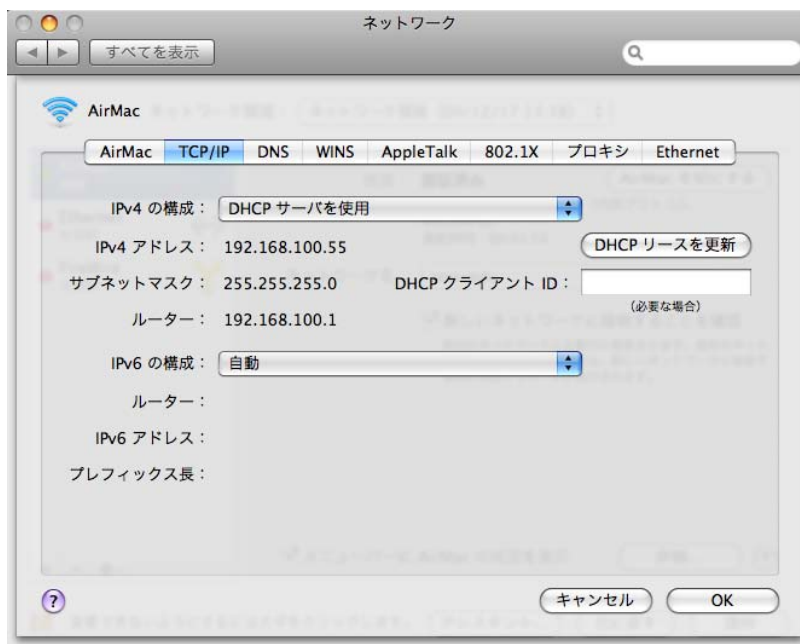 ネットワーク
すべてを表示
AirMac
AirMac TCP/IP DNS WINS AppleTalk 802.1X プロキシ Ethernet
IPv4 の構成： DHCP サーバを使用
IPv4 アドレス： 192.168.100.55 DHCP リースを更新
サブネットマスク： 255.255.255.0 DHCP クライアント ID：
(必要な場合)
ルーター： 192.168.100.1
IPv6 の構成： 自動
ルーター：
IPv6 アドレス：
プレフィックス長：
? キャンセル OK